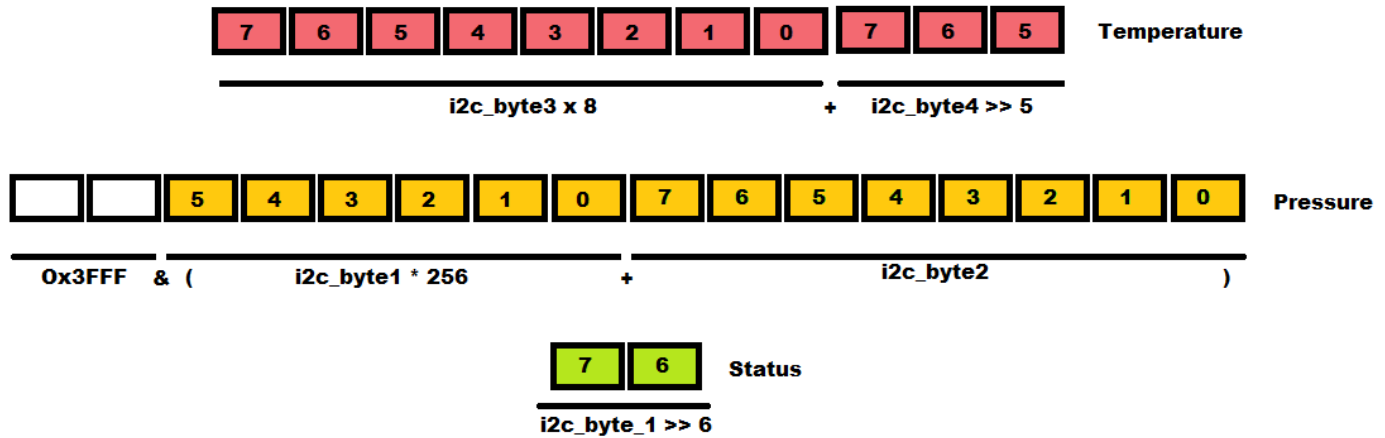 7 6 5 4 3 2 1 0 7 6 5 Temperature
i2c_byte3 x 8 + i2c_byte4 >> 5
5 4 3 2 1 0 7 6 5 4 3 2 1 0 Pressure
0x3FFF & ( i2c_byte1 * 256 + i2c_byte2 )
7 6 Status
i2c_byte_1 >> 6